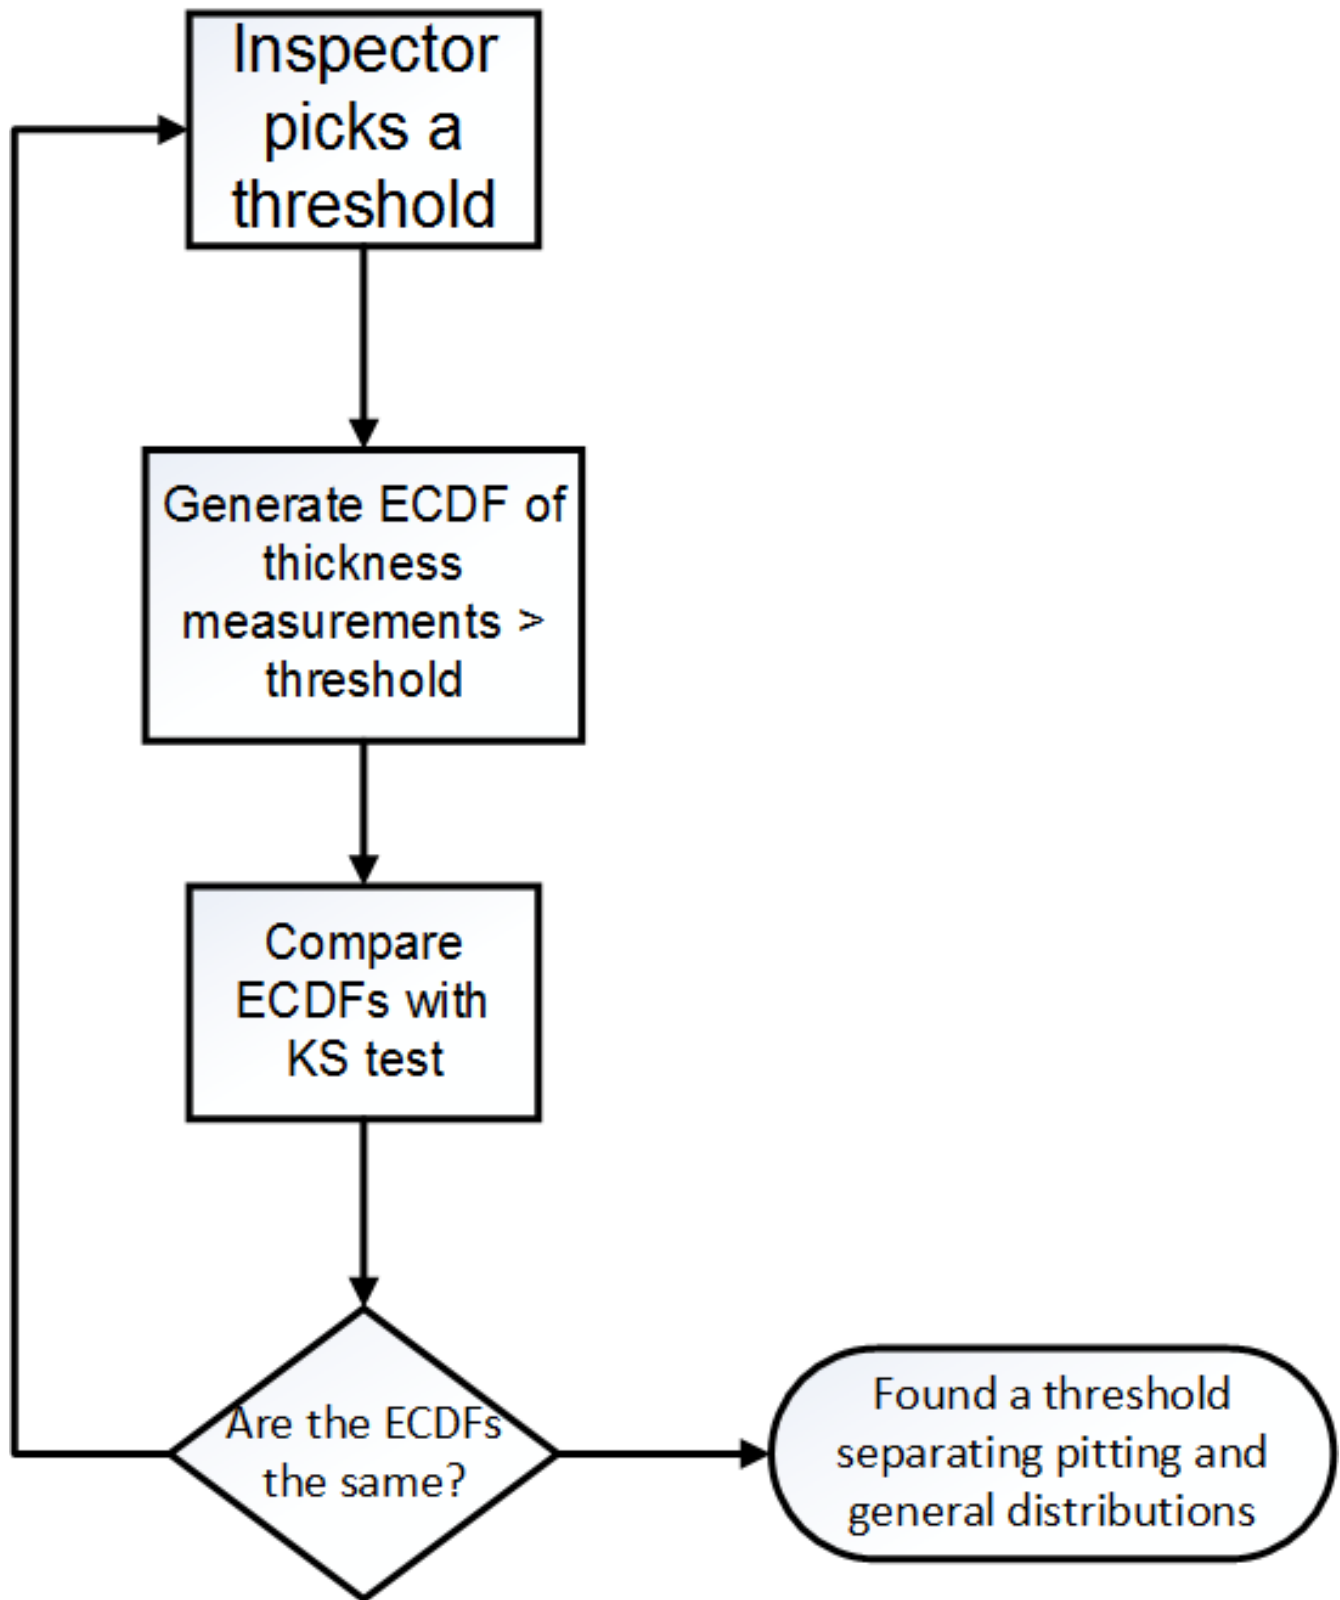 Inspector
picks a
threshold
Generate ECDF of
thickness
measurements >
threshold
Compare
ECDFs with
KS test
Are the ECDFs
the same?
Found a threshold
separating pitting and
general distributions